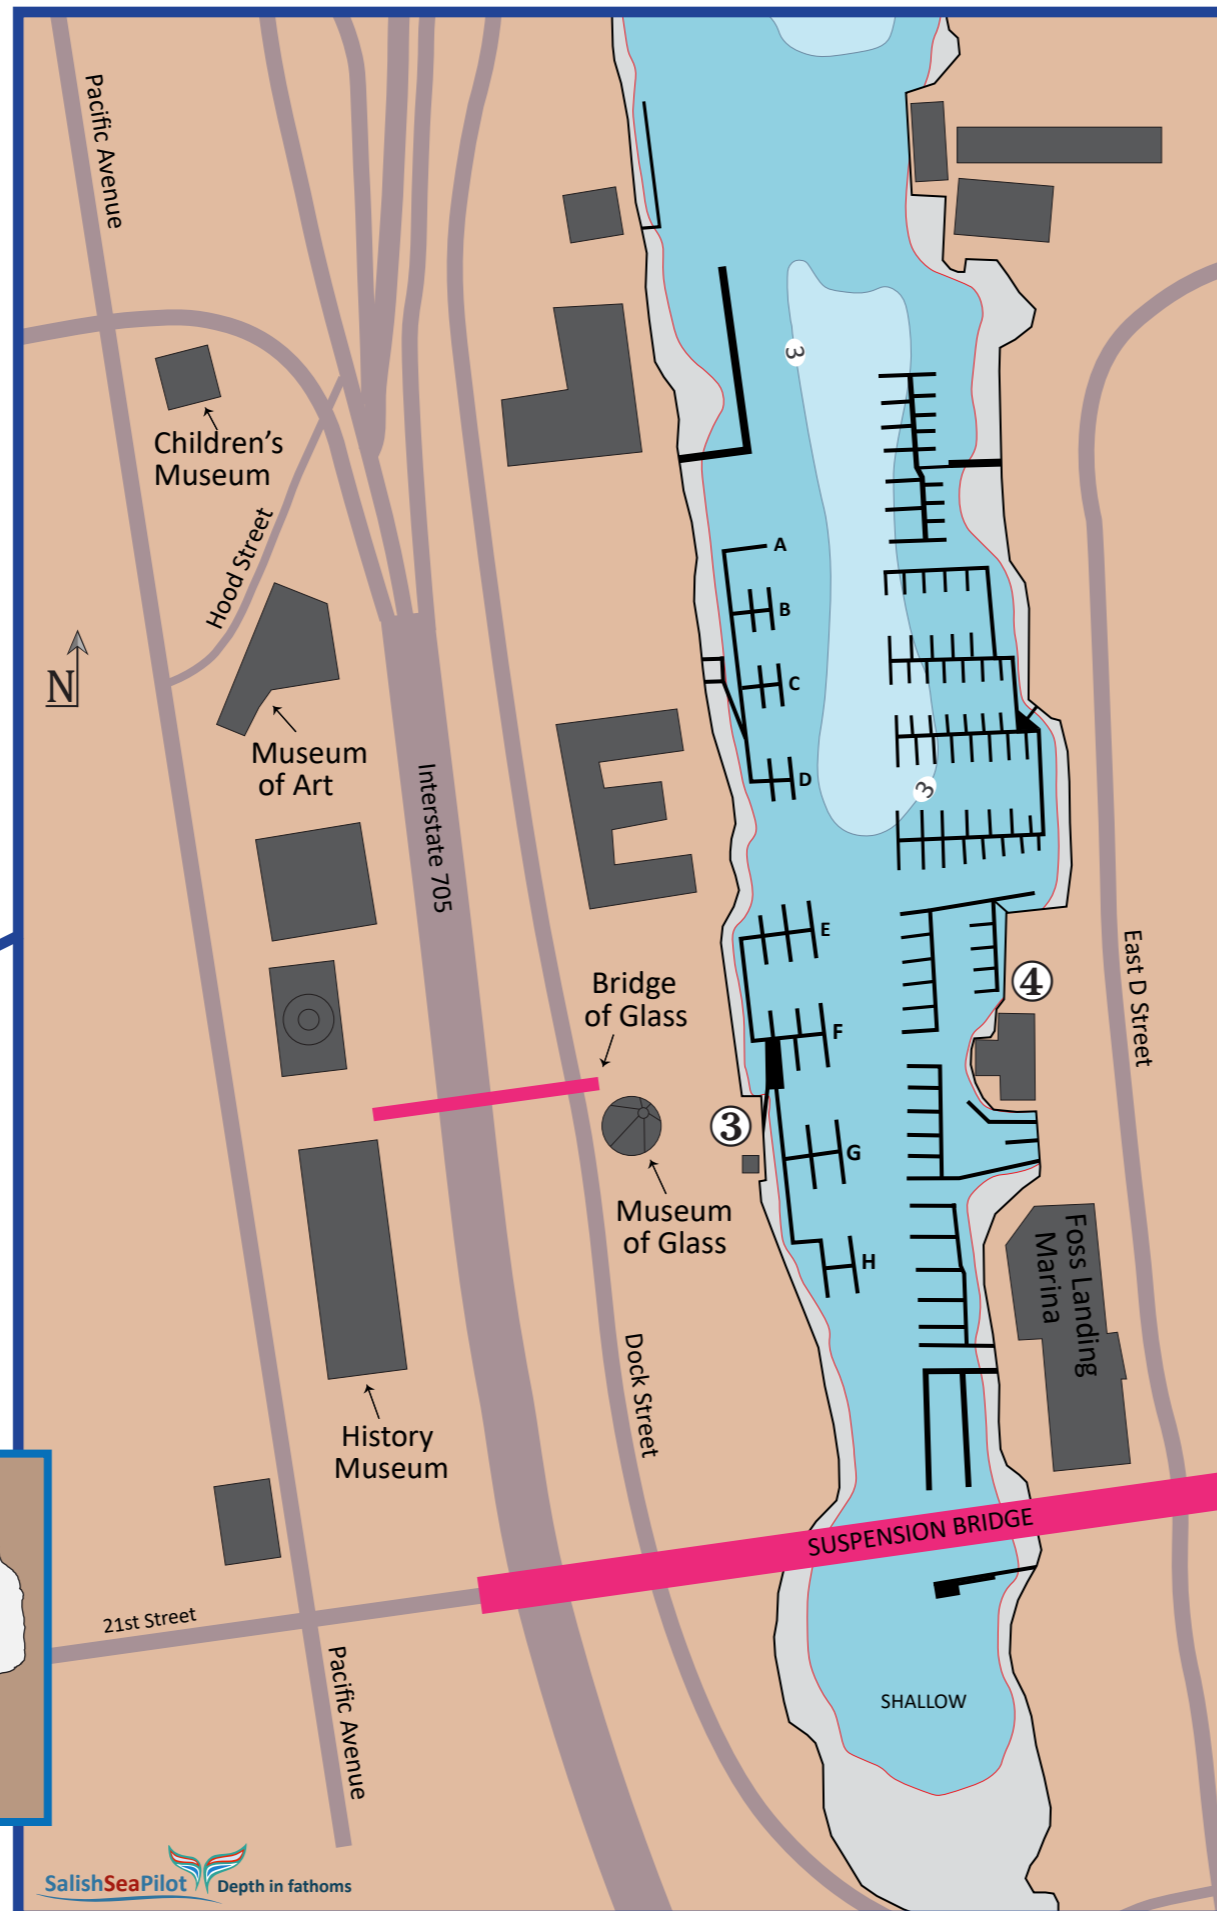 Pacific Avenue
3
Children's
Museum
Hood Street
A
B
C
D
N
Museum
of Art
Interstate 705
3
E
East D Street
4
Bridge
of Glass
F
3
G
Museum
of Glass
H
Foss Landing
Marina
Dock Street
History
Museum
SUSPENSION BRIDGE
21st Street
Pacific Avenue
SHALLOW
SalishSeaPilot
Depth in fathoms